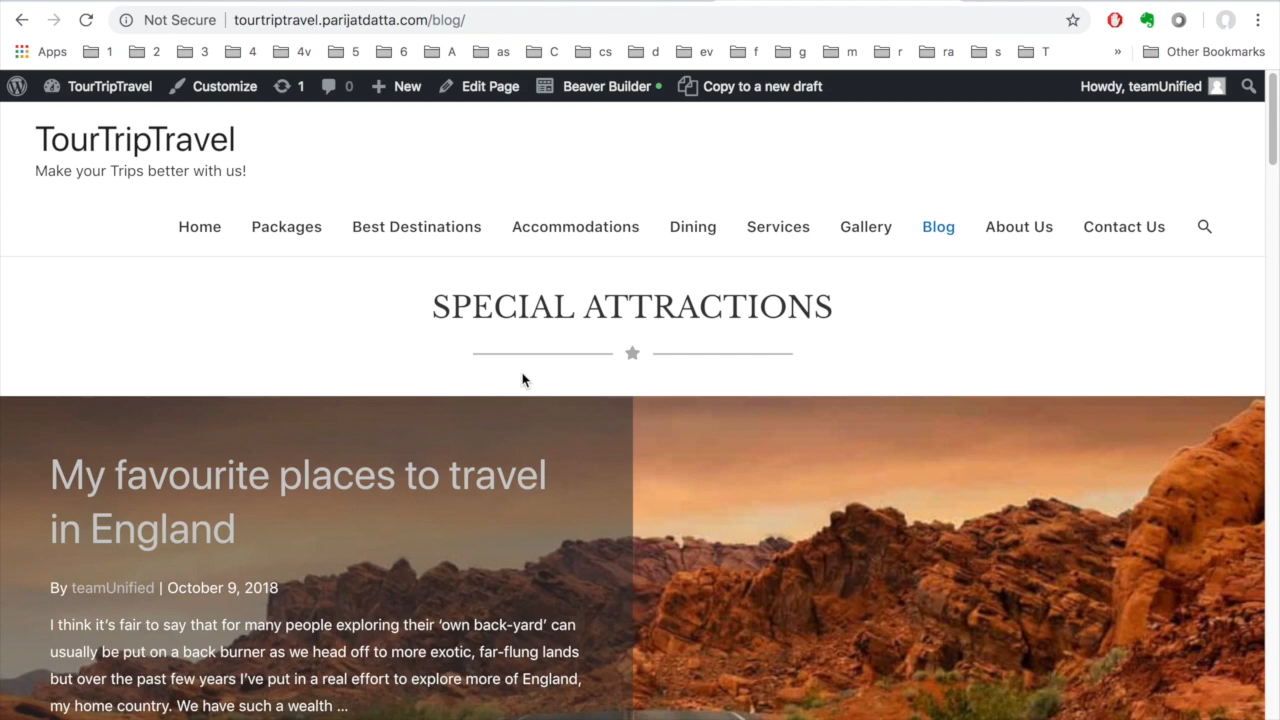 Not Secure tourtriptravel.parijatdatta.com/blog/
Apps 1 2 3 4 4v 5 6 A as C cs d ev f g m r ra s T » Other Bookmarks
TourTripTravel Customize 1 0 New Edit Page Beaver Builder Copy to a new draft Howdy, teamUnified
TourTripTravel
Make your Trips better with us!
Home Packages Best Destinations Accommodations Dining Services Gallery Blog About Us Contact Us
SPECIAL ATTRACTIONS
My favourite places to travel
in England
By teamUnified | October 9, 2018
I think it’s fair to say that for many people exploring their ‘own back-yard’ can
usually be put on a back burner as we head off to more exotic, far-flung lands
but over the past few years I’ve put in a real effort to explore more of England,
my home country. We have such a wealth ...